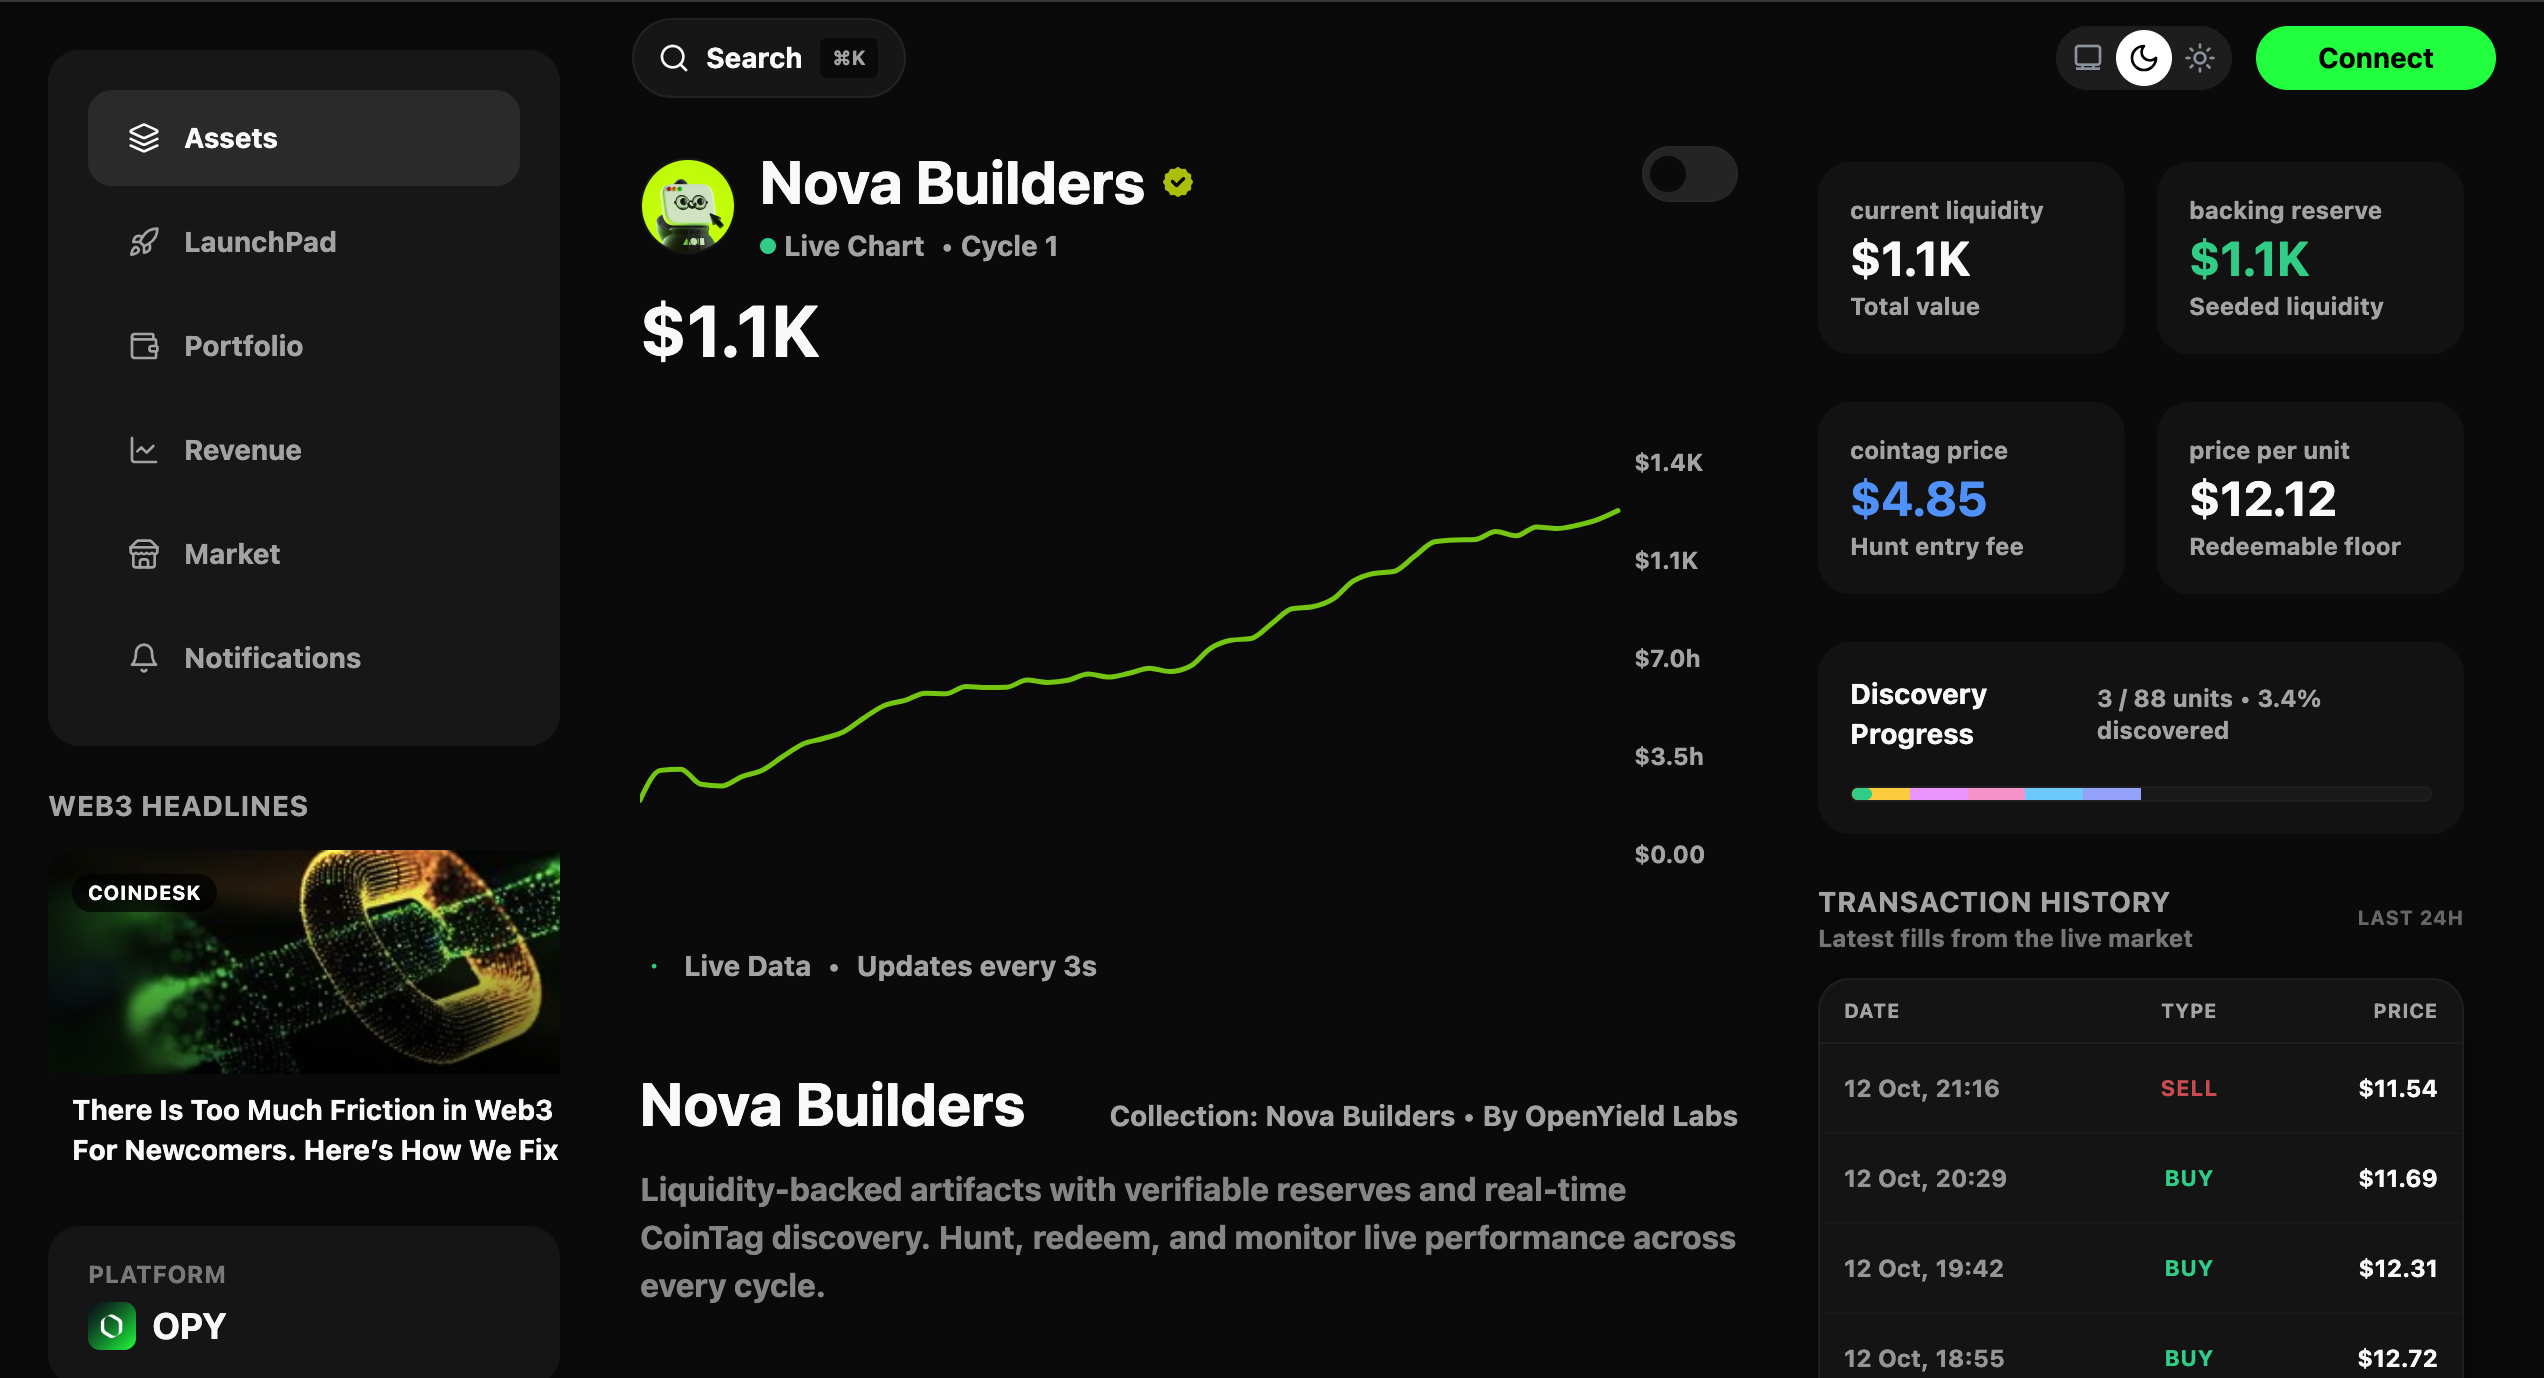 Search ⌘K
Connect
Assets
LaunchPad
Portfolio
Revenue
Market
Notifications
WEB3 HEADLINES
COINDESK
There Is Too Much Friction in Web3
For Newcomers. Here's How We Fix
PLATFORM
OPY
Nova Builders
Live Chart • Cycle 1
$1.1K
$1.4K
$1.1K
$7.0h
$3.5h
$0.00
Live Data • Updates every 3s
Nova Builders
Collection: Nova Builders • By OpenYield Labs
Liquidity-backed artifacts with verifiable reserves and real-time
CoinTag discovery. Hunt, redeem, and monitor live performance across
every cycle.
current liquidity
$1.1K
Total value
backing reserve
$1.1K
Seeded liquidity
cointag price
$4.85
Hunt entry fee
price per unit
$12.12
Redeemable floor
Discovery
Progress
3 / 88 units • 3.4%
discovered
TRANSACTION HISTORY
Latest fills from the live market
LAST 24H
DATE TYPE PRICE
12 Oct, 21:16 SELL $11.54
12 Oct, 20:29 BUY $11.69
12 Oct, 19:42 BUY $12.31
12 Oct, 18:55 BUY $12.72